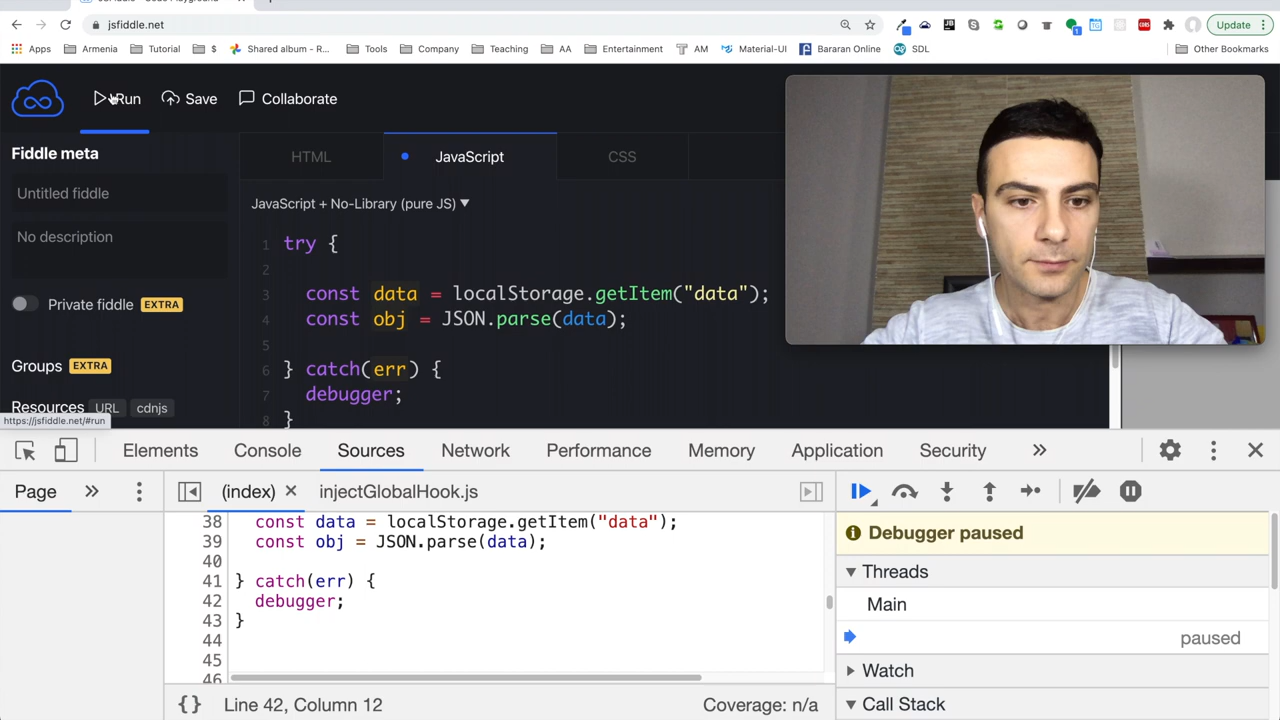 jsfiddle.net
Update
Apps
Armenia
Tutorial
$
Shared album - R...
Tools
Company
Teaching
AA
Entertainment
AM
Material-UI
Bararan Online
SDL
Other Bookmarks
Run
Save
Collaborate
Fiddle meta
Untitled fiddle
No description
Private fiddle EXTRA
Groups EXTRA
Resources URL cdnjs
https://jsfiddle.net/#run
HTML
JavaScript
CSS
JavaScript + No-Library (pure JS) ▼
1 try {
2
3 const data = localStorage.getItem("data");
4 const obj = JSON.parse(data);
5
6 } catch(err) {
7 debugger;
8 }
Elements
Console
Sources
Network
Performance
Memory
Application
Security
Page
(index)
injectGlobalHook.js
38 const data = localStorage.getItem("data");
39 const obj = JSON.parse(data);
40
41 } catch(err) {
42 debugger;
43 }
44
45
46
{} Line 42, Column 12
Coverage: n/a
Debugger paused
Threads
Main
paused
Watch
Call Stack